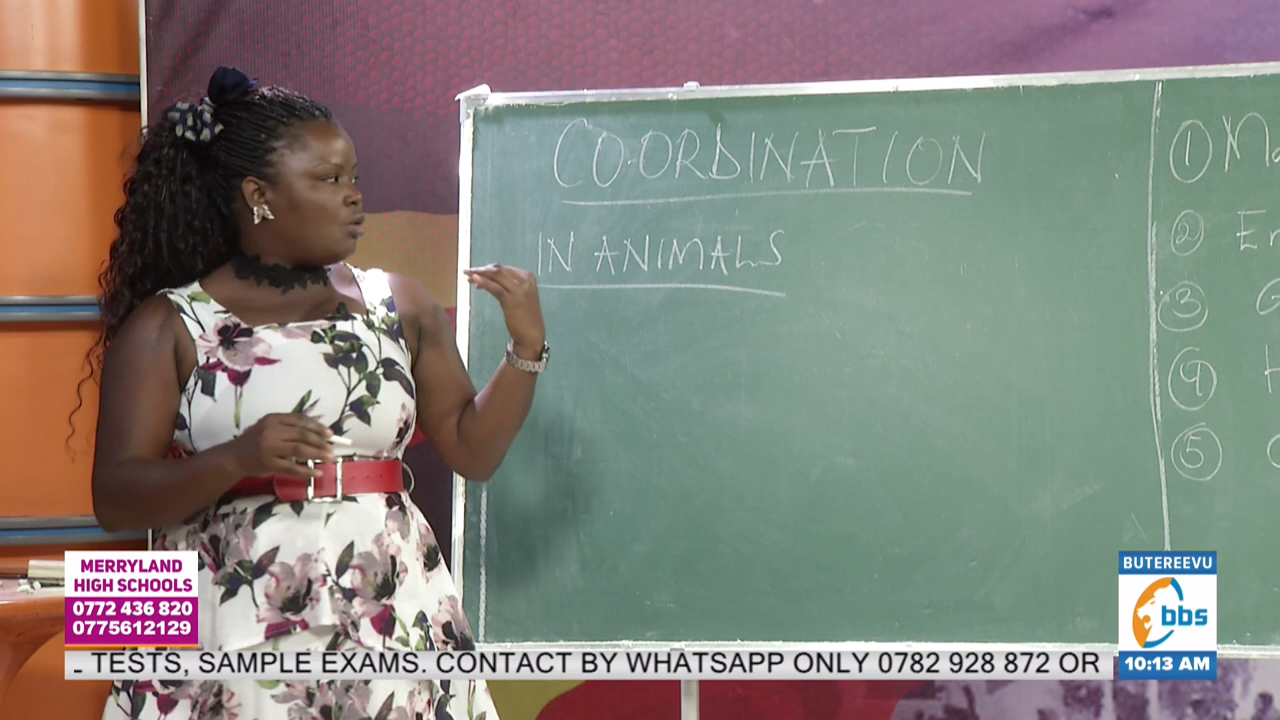 CO-ORDINATION
IN ANIMALS
①
②
③
④
⑤
MERRYLAND
HIGH SCHOOLS
0772 436 820
0775612129
BUTEREEVU
bbs
10:13 AM
TESTS, SAMPLE EXAMS. CONTACT BY WHATSAPP ONLY 0782 928 872 OR